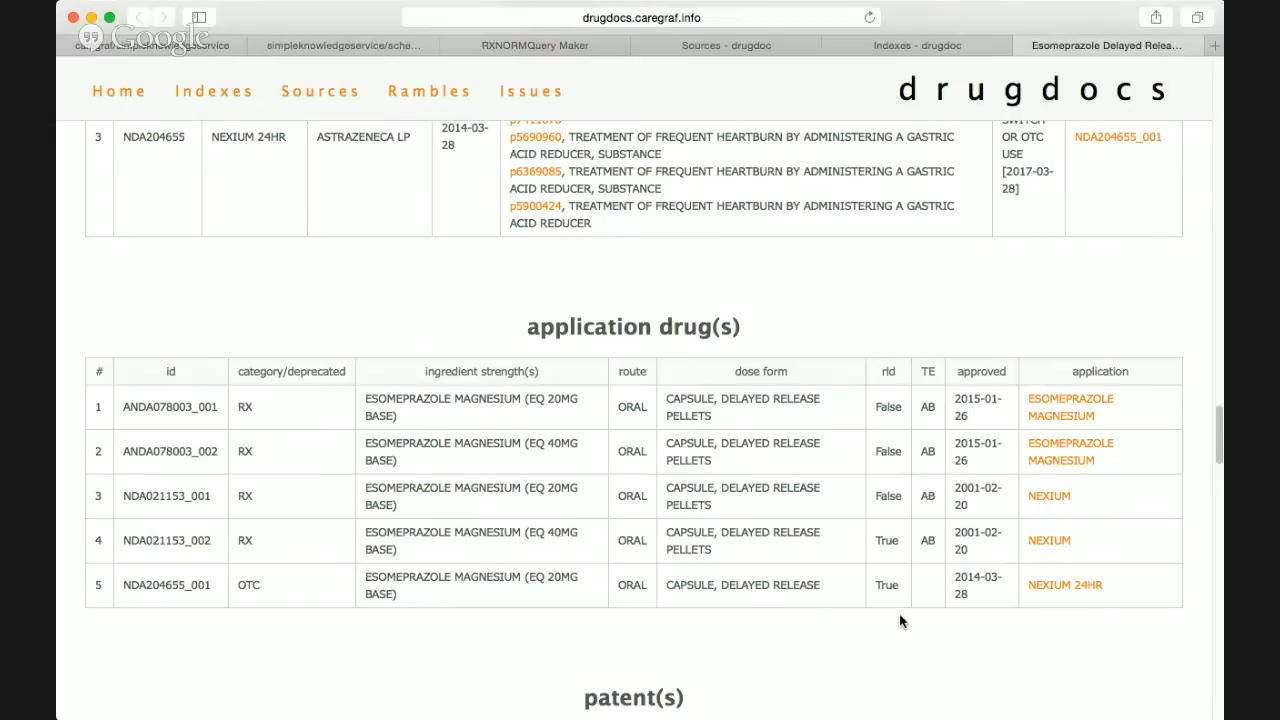 drugdocs.caregraf.info
Google
caregraf/simpleknowledgeservice
simpleknowledgeservice/sche...
RXNORMQuery Maker
Sources - drugdoc
Indexes - drugdoc
Esomeprazole Delayed Relea...
Home
Indexes
Sources
Rambles
Issues
drugdocs
3
NDA204655
NEXIUM 24HR
ASTRAZENECA LP
2014-03-
28
p5690960, TREATMENT OF FREQUENT HEARTBURN BY ADMINISTERING A GASTRIC
ACID REDUCER, SUBSTANCE
p6369085, TREATMENT OF FREQUENT HEARTBURN BY ADMINISTERING A GASTRIC
ACID REDUCER, SUBSTANCE
p5900424, TREATMENT OF FREQUENT HEARTBURN BY ADMINISTERING A GASTRIC
ACID REDUCER
SWITCH
OR OTC
USE
[2017-03-
28]
NDA204655_001
application drug(s)
# id category/deprecated ingredient strength(s) route dose form rld TE approved application
1 ANDA078003_001 RX ESOMEPRAZOLE MAGNESIUM (EQ 20MG
BASE) ORAL CAPSULE, DELAYED RELEASE
PELLETS False AB 2015-01-
26 ESOMEPRAZOLE
MAGNESIUM
2 ANDA078003_002 RX ESOMEPRAZOLE MAGNESIUM (EQ 40MG
BASE) ORAL CAPSULE, DELAYED RELEASE
PELLETS False AB 2015-01-
26 ESOMEPRAZOLE
MAGNESIUM
3 NDA021153_001 RX ESOMEPRAZOLE MAGNESIUM (EQ 20MG
BASE) ORAL CAPSULE, DELAYED RELEASE
PELLETS False AB 2001-02-
20 NEXIUM
4 NDA021153_002 RX ESOMEPRAZOLE MAGNESIUM (EQ 40MG
BASE) ORAL CAPSULE, DELAYED RELEASE
PELLETS True AB 2001-02-
20 NEXIUM
5 NDA204655_001 OTC ESOMEPRAZOLE MAGNESIUM (EQ 20MG
BASE) ORAL CAPSULE, DELAYED RELEASE True 2014-03-
28 NEXIUM 24HR
patent(s)